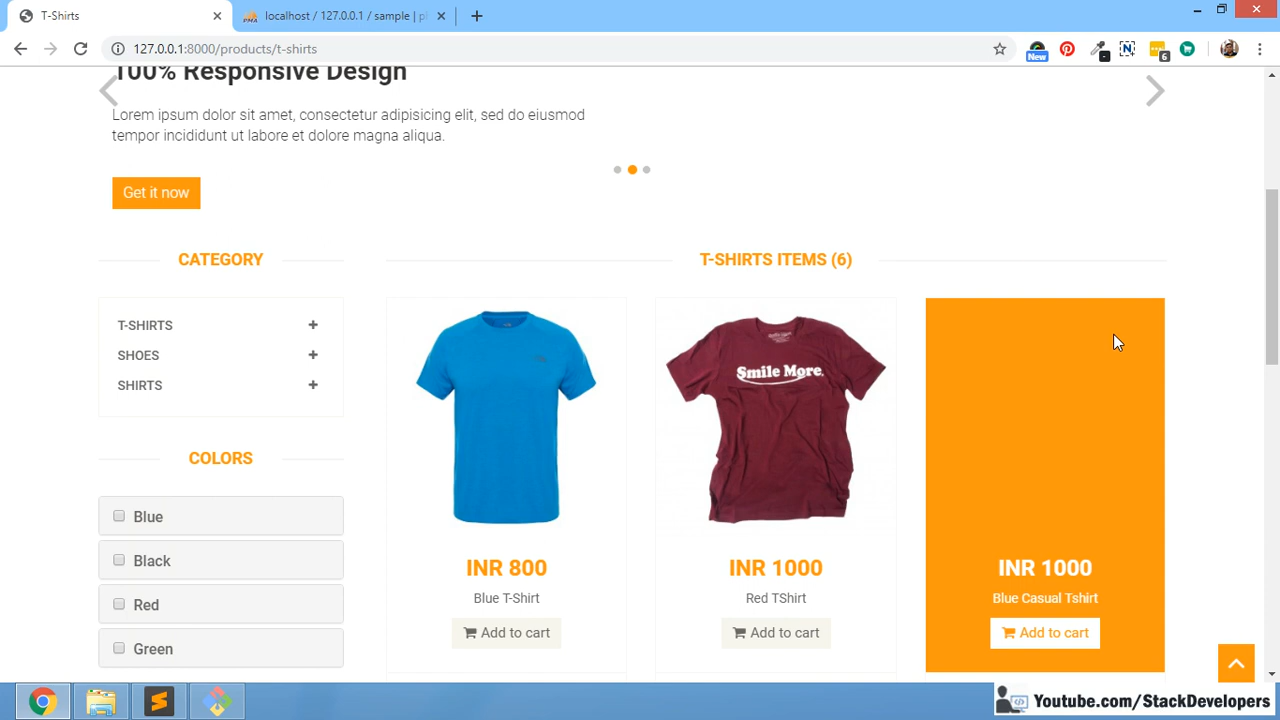 T-Shirts
localhost / 127.0.0.1 / sample | p
127.0.0.1:8000/products/t-shirts
New
6
100% Responsive Design
Lorem ipsum dolor sit amet, consectetur adipisicing elit, sed do eiusmod
tempor incididunt ut labore et dolore magna aliqua.
Get it now
CATEGORY
T-SHIRTS ITEMS (6)
T-SHIRTS
SHOES
SHIRTS
Smile More.
COLORS
Blue
Black
Red
Green
INR 800
INR 1000
INR 1000
Blue T-Shirt
Red TShirt
Blue Casual Tshirt
Add to cart
Add to cart
Add to cart
Youtube.com/StackDevelopers